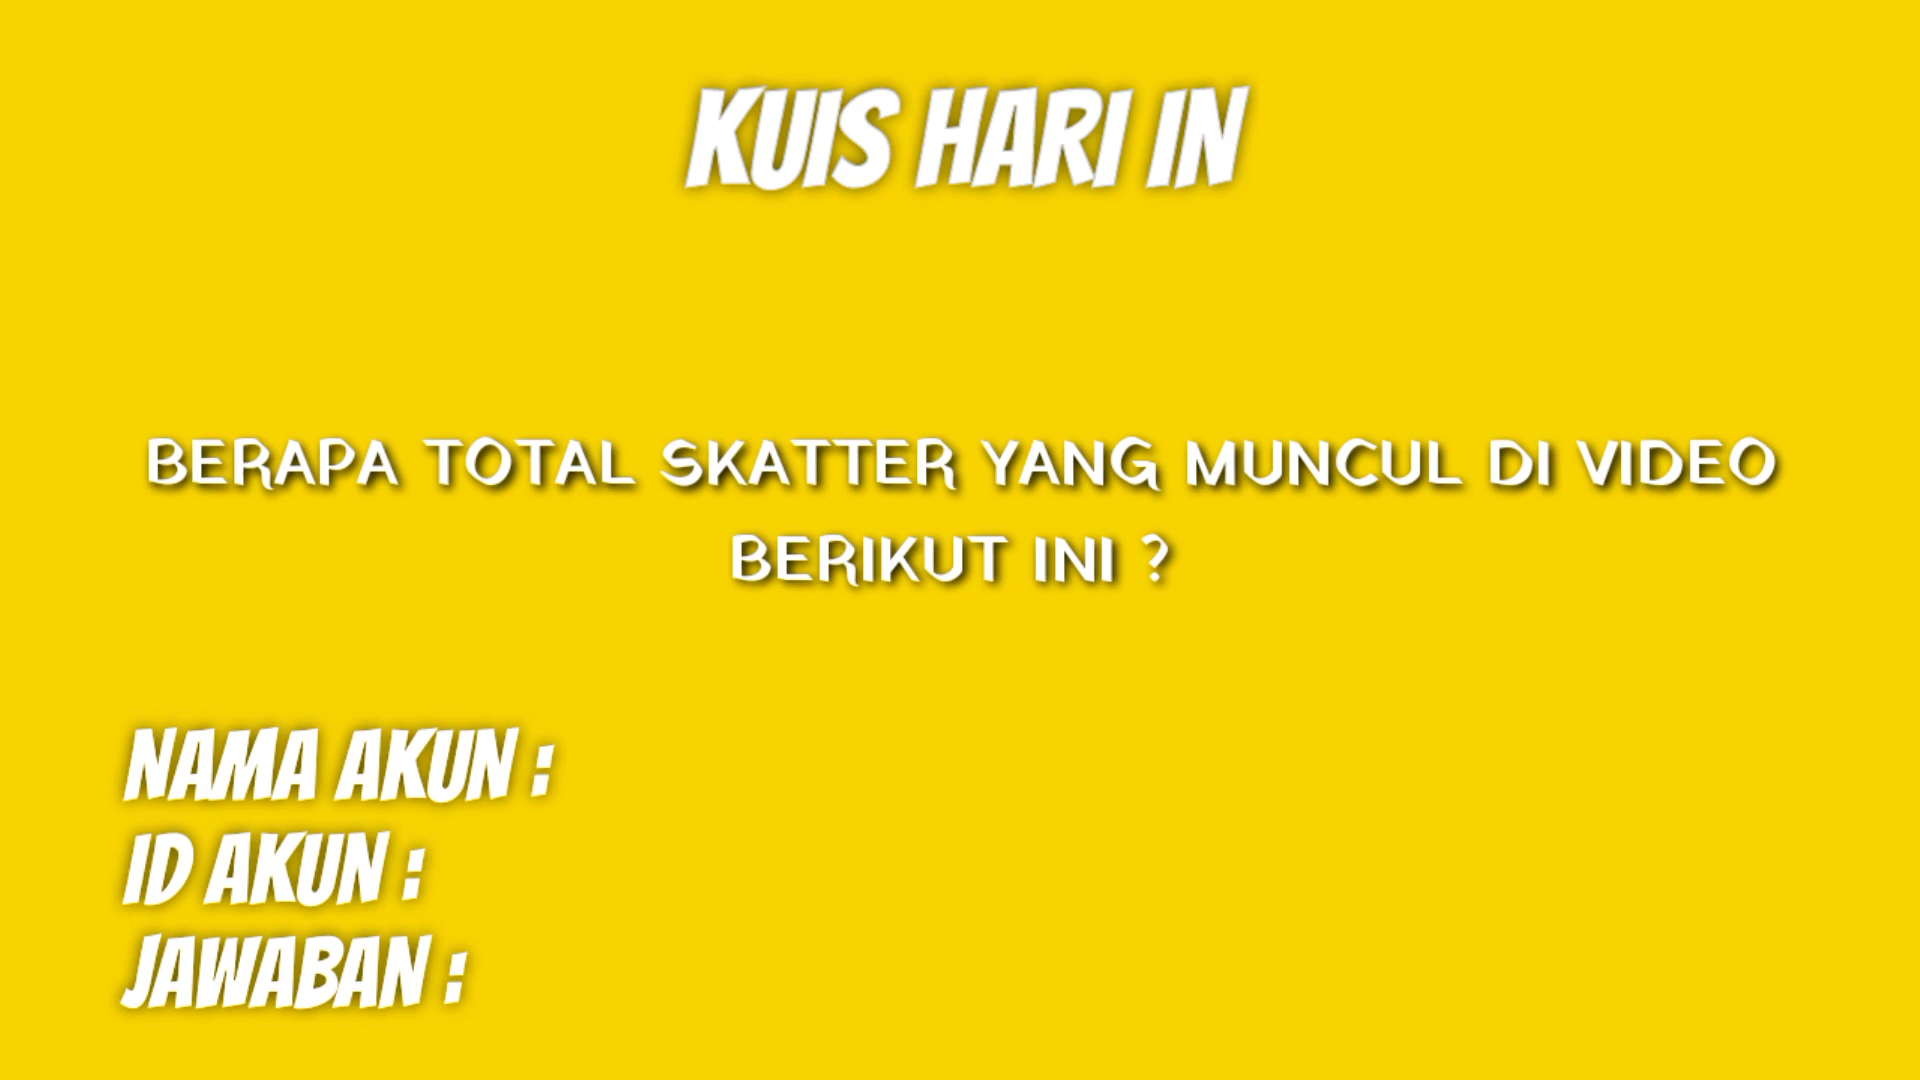 KUIS HARI IN
BERAPA TOTAL SKATTER YANG MUNCUL DI VIDEO
BERIKUT INI ?
NAMA AKUN :
ID AKUN :
JAWABAN :